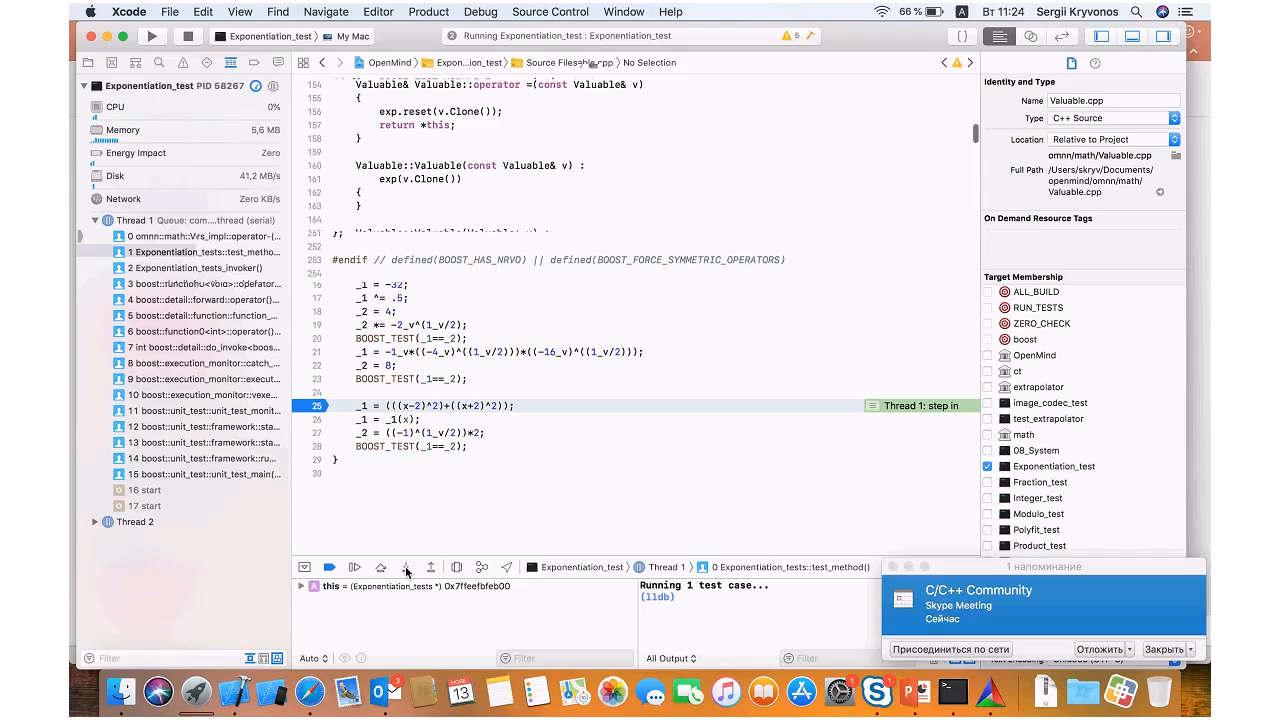 Xcode File Edit View Find Navigate Editor Product Debug Source Control Window Help
66 % A Вт 11:24 Sergii Kryvonos
Exponentiation_test My Mac
Running Exponentiation_test : Exponentiation_test
5
OpenMind Expon...ion_test Source Files No Selection
Exponentiation_test PID 58267
CPU 0%
Memory 5,6 MB
Energy Impact Zero
Disk 41,2 MB/s
Network Zero KB/s
Thread 1 Queue: com....thread (serial)
0 omnn::math::Vrs_impl::operator-(...
1 Exponentiation_tests::test_metho...
2 Exponentiation_tests_invoker()
4 boost::detail::forward::operator()...
5 boost::detail::function::function_...
6 boost::function0<int>::operator()...
7 int boost::detail::do_invoke<boos...
8 boost::execution_monitor::catch_...
9 boost::execution_monitor::execut...
10 boost::execution_monitor::vexe...
11 boost::unit_test::unit_test_monit...
12 boost::unit_test::framework::sta...
13 boost::unit_test::framework::sta...
14 boost::unit_test::framework::ru...
15 boost::unit_test::unit_test_main(...
16 start
17 start
Thread 2
Filter
154 Valuable& Valuable::operator =(const Valuable& v)
155 {
156 exp.reset(v.Clone());
157 return *this;
158 }
159
160 Valuable::Valuable(const Valuable& v) :
161 exp(v.Clone())
162 {
163 }
164
261 };
252
253 #endif // defined(BOOST_HAS_NRVO) || defined(BOOST_FORCE_SYMMETRIC_OPERATORS)
254
16 _1 = -32;
17 _1 ^= .5;
18 _2 = 4;
19 _2 *= -2_v^(1_v/2);
20 BOOST_TEST(_1==_2);
21 _1 = -1_v*((-4_v)^((1_v/2)))*((-16_v)^((1_v/2)));
22 _2 = 8;
23 BOOST_TEST(_1==_2);
24
25 _1 = (((x-2)^2)+((x+2)^2)); Thread 1: step in
26 _1 = _1(x);
27 _2 = ((-1)^(1_v/2))*2;
28 BOOST_TEST(_1==_2);
29 }
30
Exponentiation_test Thread 1 0 Exponentiation_tests::test_method()
this = (Exponentiation_tests *) 0x7ffeefbfeb00
Auto Filter
Running 1 test case...
(lldb)
All Output Filter
Identity and Type
Name Valuable.cpp
Type C++ Source
Location Relative to Project
omnn/math/Valuable.cpp
Full Path /Users/skryv/Documents/
openmind/omnn/math/
Valuable.cpp
On Demand Resource Tags
Target Membership
ALL_BUILD
RUN_TESTS
ZERO_CHECK
boost
OpenMind
ct
extrapolator
image_codec_test
test_extrapolator
math
08_System
Exponentiation_test
Fraction_test
Integer_test
Modulo_test
Polyfit_test
Product_test
1 напоминание
C/C++ Community
Skype Meeting
Сейчас
Присоединиться по сети Отложить Закрыть
3 НОЯБ. 13 1 1